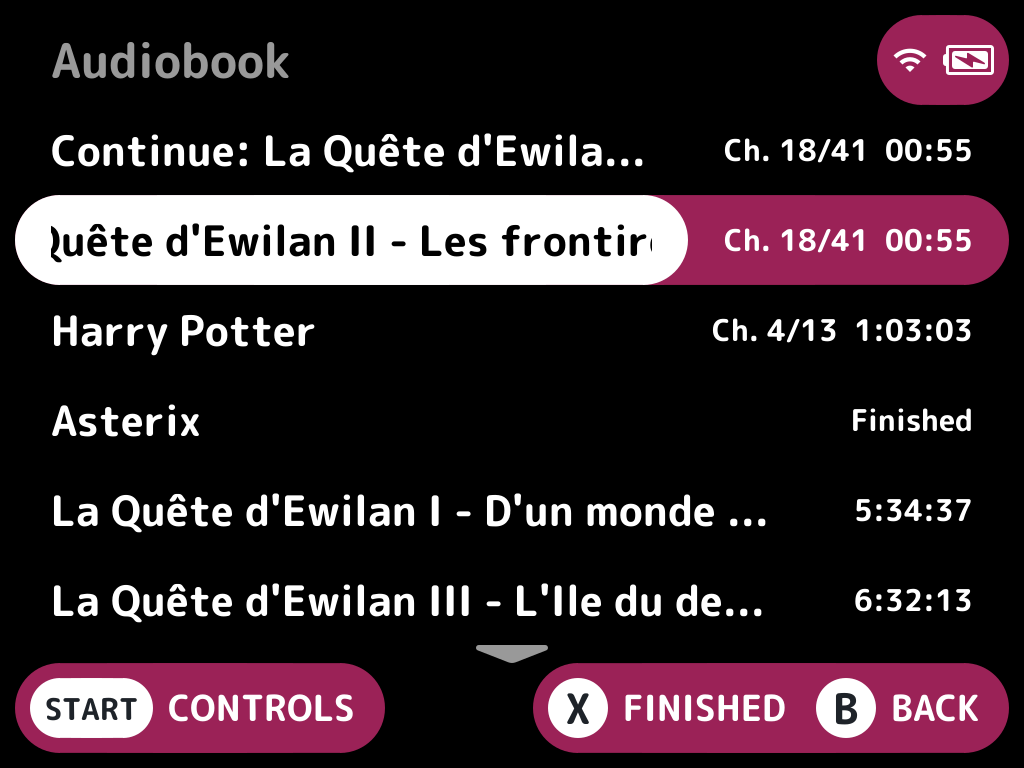 Audiobook
Continue: La Quête d'Ewila... Ch. 18/41 00:55
Quête d'Ewilan II - Les frontire Ch. 18/41 00:55
Harry Potter Ch. 4/13 1:03:03
Asterix Finished
La Quête d'Ewilan I - D'un monde ... 5:34:37
La Quête d'Ewilan III - L'Ile du de... 6:32:13
START CONTROLS X FINISHED B BACK